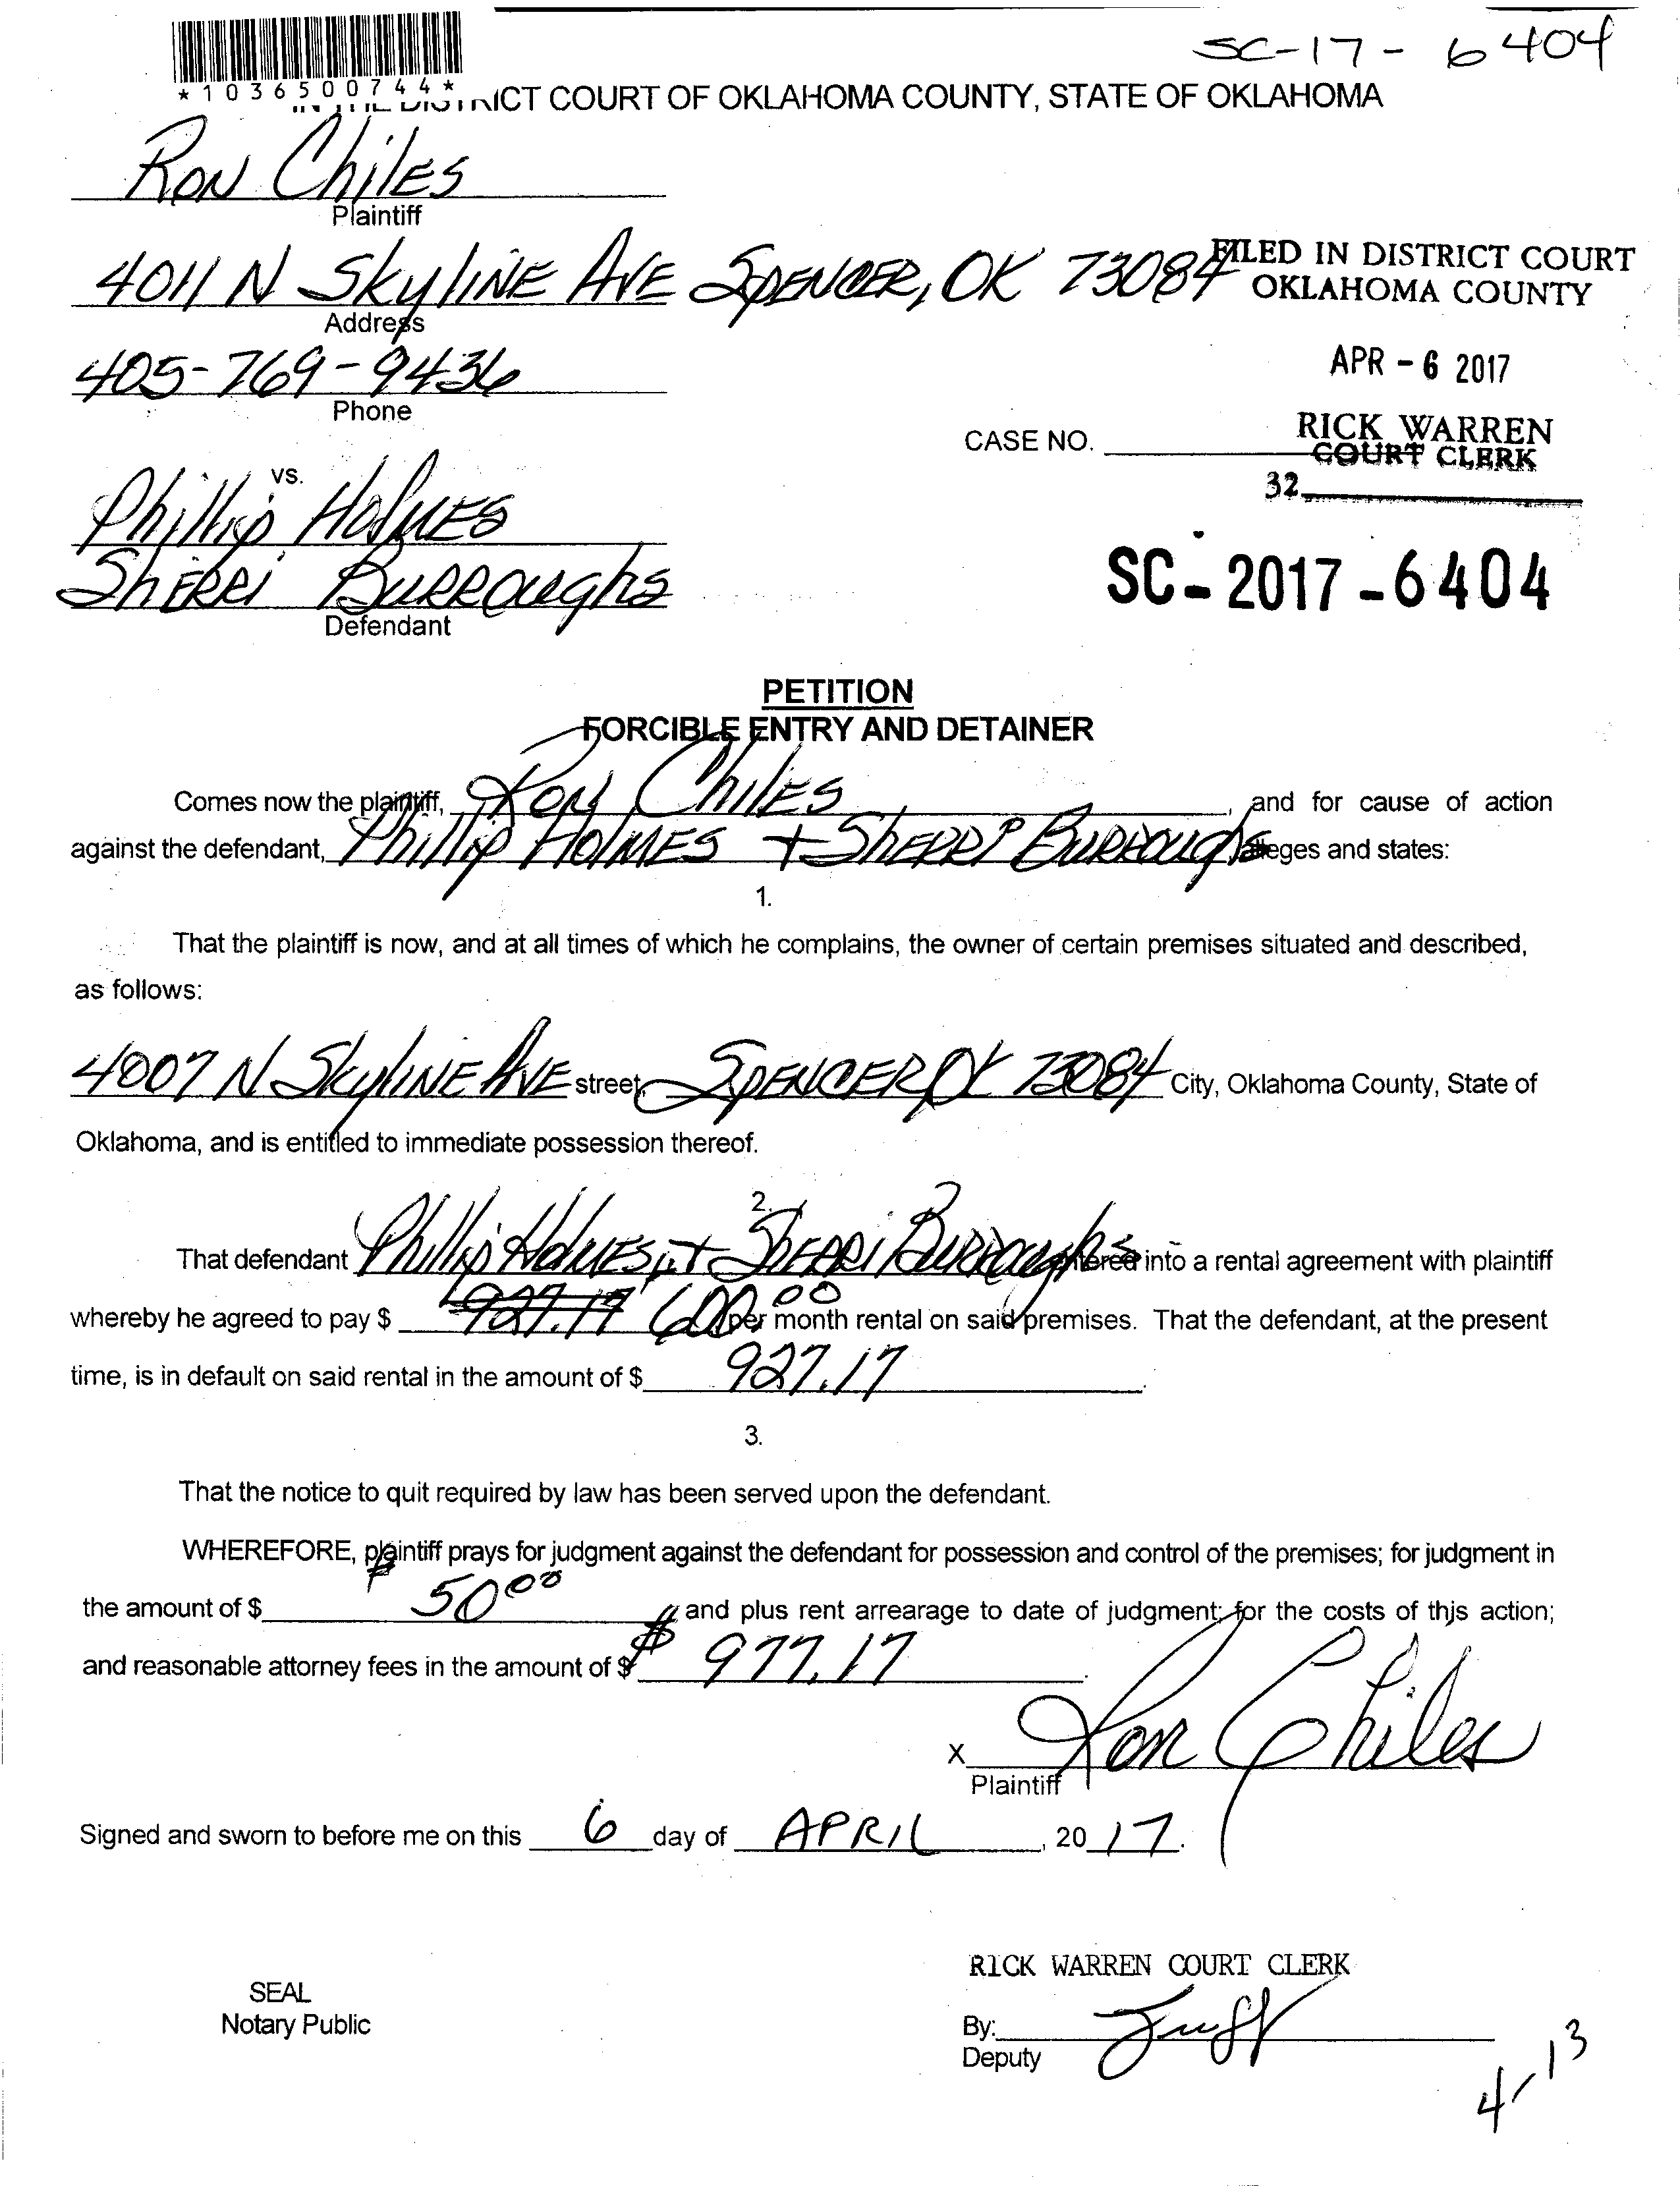 SC-17-6404
*1036500744*
DISTRICT COURT OF OKLAHOMA COUNTY, STATE OF OKLAHOMA
Ron Chiles
Plaintiff
4011 N Skyline Ave Spencer, OK 73084
Address
FILED IN DISTRICT COURT
OKLAHOMA COUNTY
405-769-9436
Phone
APR - 6 2017
RICK WARREN
COURT CLERK
CASE NO.
32
vs.
Phillip Holmes
Sherri Burroughs
Defendant
SC-2017-6404
PETITION
FORCIBLE ENTRY AND DETAINER
Comes now the plaintiff, Ron Chiles, and for cause of action
against the defendant, Phillip Holmes + Sherri Burroughs alleges and states:
1.
That the plaintiff is now, and at all times of which he complains, the owner of certain premises situated and described,
as follows:
4007 N Skyline Ave street, Spencer OK 73084 City, Oklahoma County, State of
Oklahoma, and is entitled to immediate possession thereof.
2.
That defendant Phillip Holmes, + Sherri Burroughs entered into a rental agreement with plaintiff
whereby he agreed to pay $ 927.17 600.00 per month rental on said premises. That the defendant, at the present
time, is in default on said rental in the amount of $ 927.17.
3.
That the notice to quit required by law has been served upon the defendant.
WHEREFORE, plaintiff prays for judgment against the defendant for possession and control of the premises; for judgment in
the amount of $ 50.00 and plus rent arrearage to date of judgment; for the costs of this action;
and reasonable attorney fees in the amount of $ $ 977.17.
x Ron Chiles
Plaintiff
Signed and sworn to before me on this 6 day of APRIL, 2017.
RICK WARREN COURT CLERK
SEAL
Notary Public
By:
Deputy
4-13